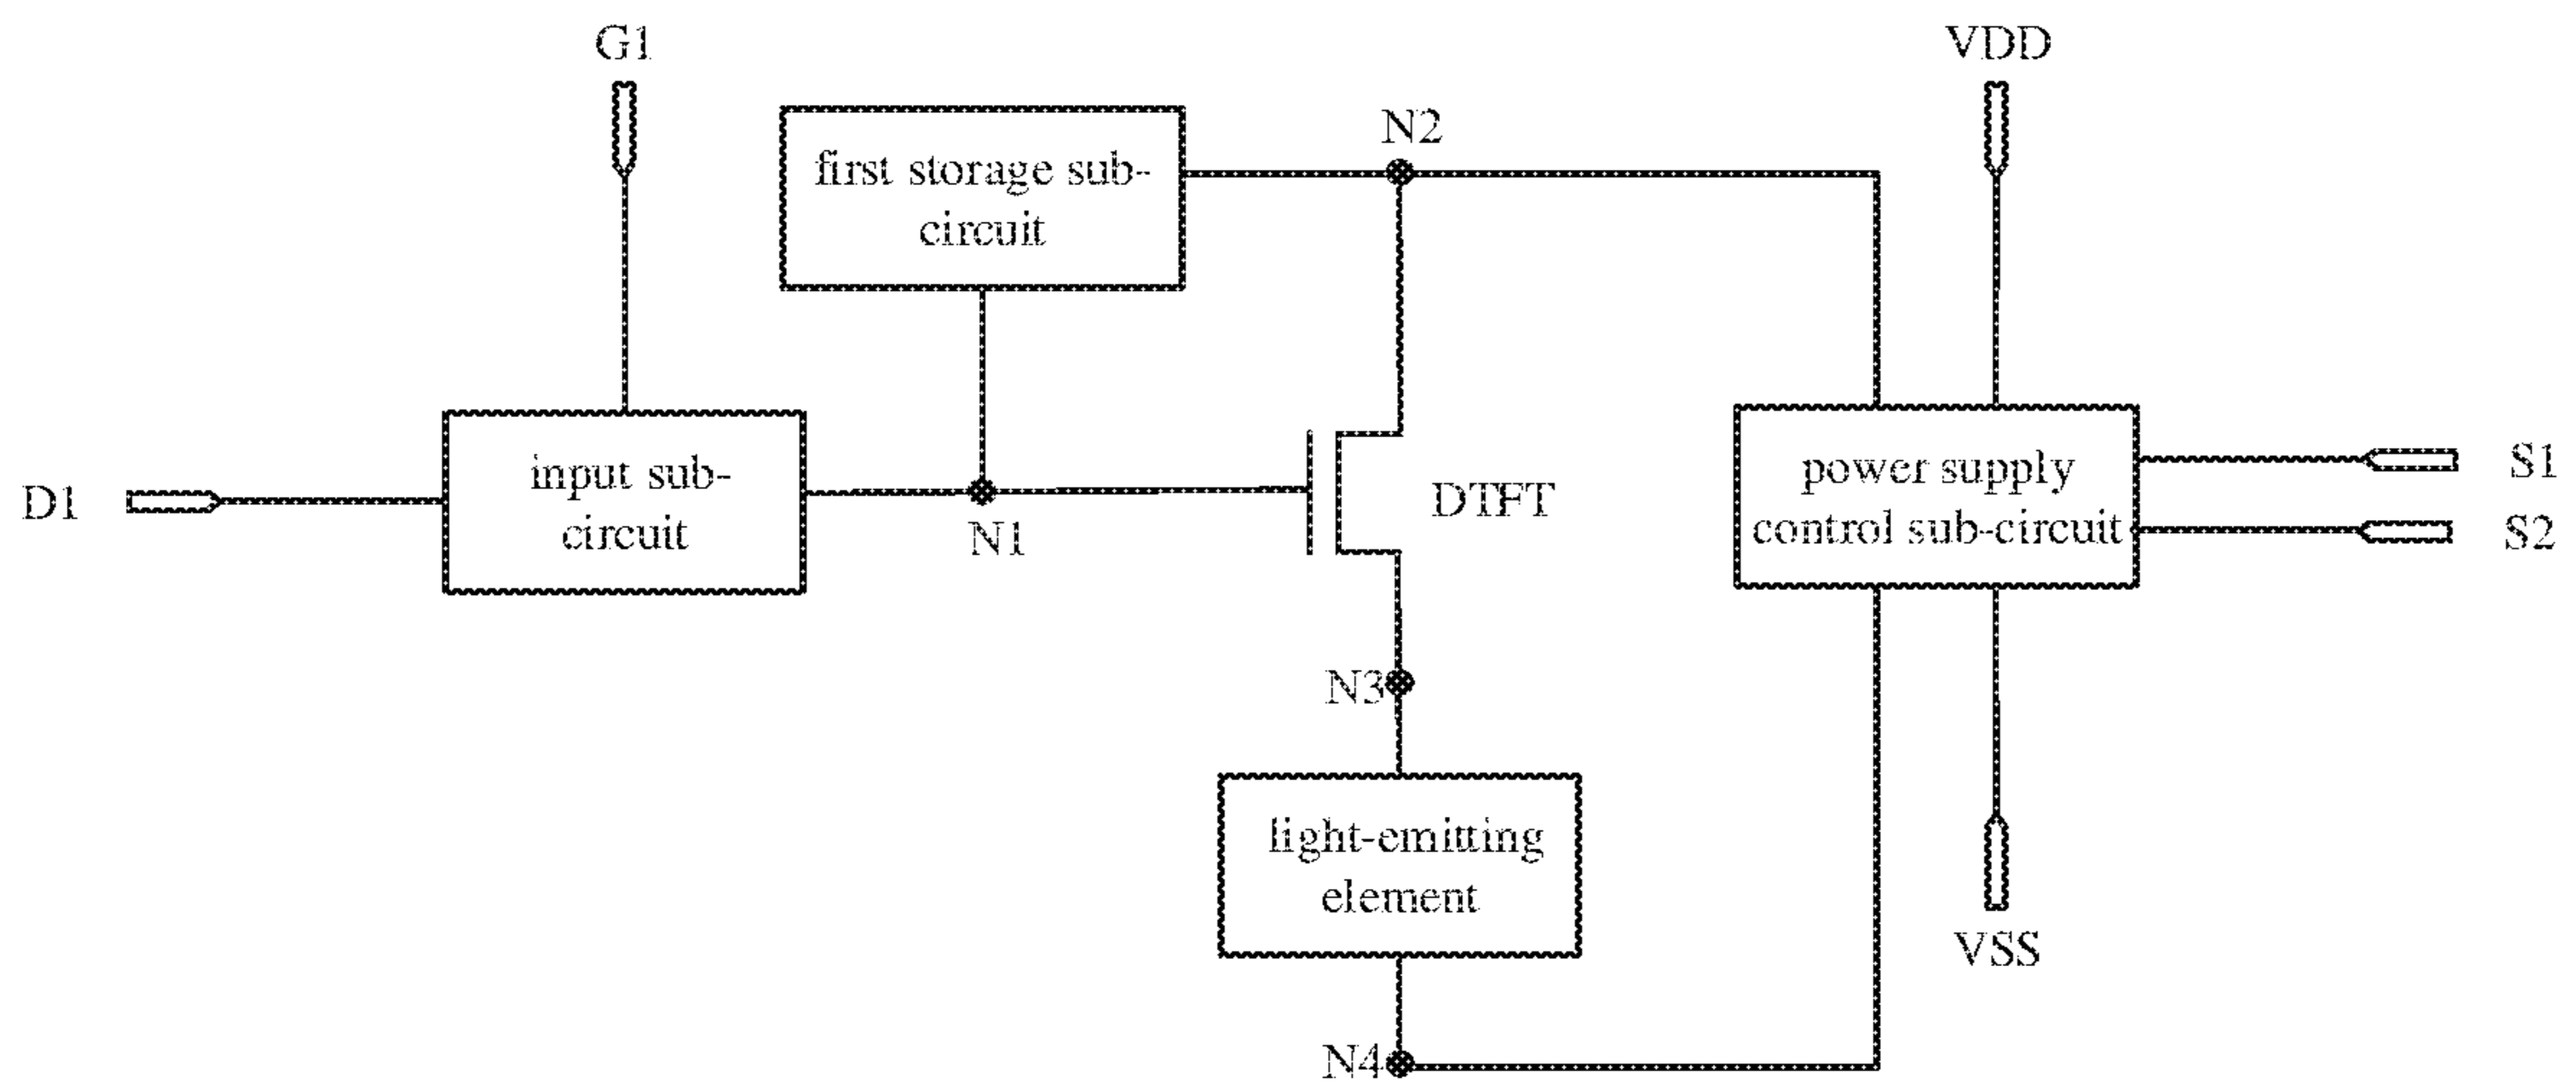 G1
VDD
N2
first storage sub-
circuit
input sub-
circuit
D1
N1
DTFT
power supply
control sub-circuit
S1
S2
N3
light-emitting
element
VSS
N4